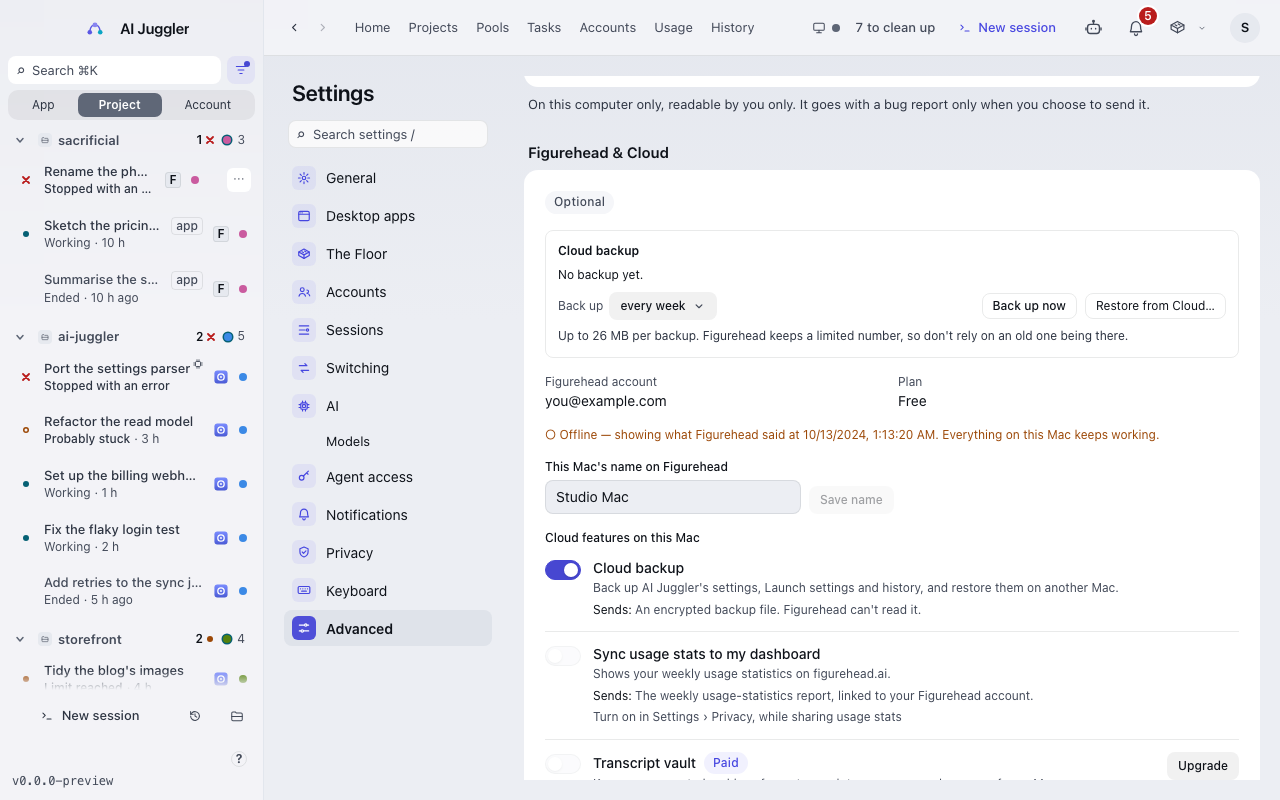 AI Juggler
Search ⌘K
App Project Account
sacrificial 1 3
Rename the ph... F
Stopped with an ...
Sketch the pricin... app F
Working · 10 h
Summarise the s... app F
Ended · 10 h ago
ai-juggler 2 5
Port the settings parser
Stopped with an error
Refactor the read model
Probably stuck · 3 h
Set up the billing webh...
Working · 1 h
Fix the flaky login test
Working · 2 h
Add retries to the sync j...
Ended · 5 h ago
storefront 2 4
Tidy the blog's images
Limit reached · 4 h
New session
?
v0.0.0-preview
Home Projects Pools Tasks Accounts Usage History
7 to clean up
New session
5
S
Settings
Search settings /
General
Desktop apps
The Floor
Accounts
Sessions
Switching
AI
Models
Agent access
Notifications
Privacy
Keyboard
Advanced
On this computer only, readable by you only. It goes with a bug report only when you choose to send it.
Figurehead & Cloud
Optional
Cloud backup
No backup yet.
Back up every week Back up now Restore from Cloud...
Up to 26 MB per backup. Figurehead keeps a limited number, so don't rely on an old one being there.
Figurehead account Plan
you@example.com Free
Offline — showing what Figurehead said at 10/13/2024, 1:13:20 AM. Everything on this Mac keeps working.
This Mac's name on Figurehead
Studio Mac Save name
Cloud features on this Mac
Cloud backup
Back up AI Juggler's settings, Launch settings and history, and restore them on another Mac.
Sends: An encrypted backup file. Figurehead can't read it.
Sync usage stats to my dashboard
Shows your weekly usage statistics on figurehead.ai.
Sends: The weekly usage-statistics report, linked to your Figurehead account.
Turn on in Settings › Privacy, while sharing usage stats
Transcript vault Paid Upgrade